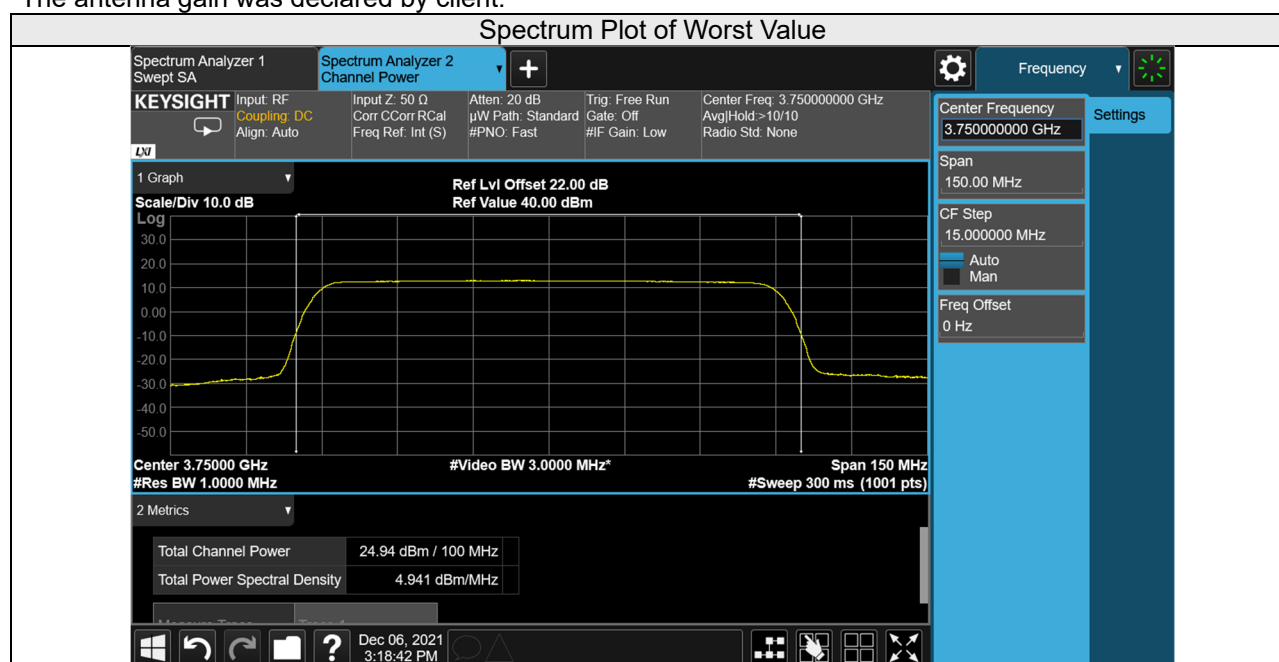 The antenna gain was declared by client.
Spectrum Plot of Worst Value
Spectrum Analyzer 1
Swept SA
Spectrum Analyzer 2
Channel Power
Frequency
KEYSIGHT
Input: RF
Coupling: DC
Align: Auto
Input Z: 50 Ω
Corr CCorr RCal
Freq Ref: Int (S)
Atten: 20 dB
µW Path: Standard
#PNO: Fast
Trig: Free Run
Gate: Off
#IF Gain: Low
Center Freq: 3.750000000 GHz
Avg|Hold:>10/10
Radio Std: None
LXI
Center Frequency
3.750000000 GHz
Settings
Span
150.00 MHz
CF Step
15.000000 MHz
Auto
Man
Freq Offset
0 Hz
1 Graph
Scale/Div 10.0 dB
Ref Lvl Offset 22.00 dB
Ref Value 40.00 dBm
Log
30.0
20.0
10.0
0.00
-10.0
-20.0
-30.0
-40.0
-50.0
Center 3.75000 GHz
#Video BW 3.0000 MHz*
Span 150 MHz
#Res BW 1.0000 MHz
#Sweep 300 ms (1001 pts)
2 Metrics
Total Channel Power 24.94 dBm / 100 MHz
Total Power Spectral Density 4.941 dBm/MHz
Dec 06, 2021
3:18:42 PM